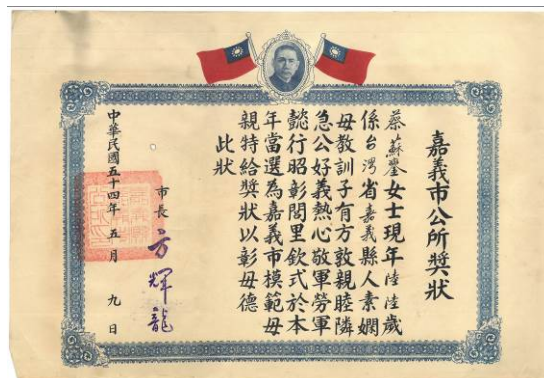 嘉義市公所獎狀
蔡蘇鑾女士現年陸陸歲
係台灣省嘉義縣人素嫻
母教訓子有方敦親睦隣
急公好義熱心敬軍勞軍
懿行昭彰閭里欽式於本
年當選為嘉義市模範母
親特給獎狀以彰母德
此狀
市長 方輝龍
中華民國五十四年五月九日